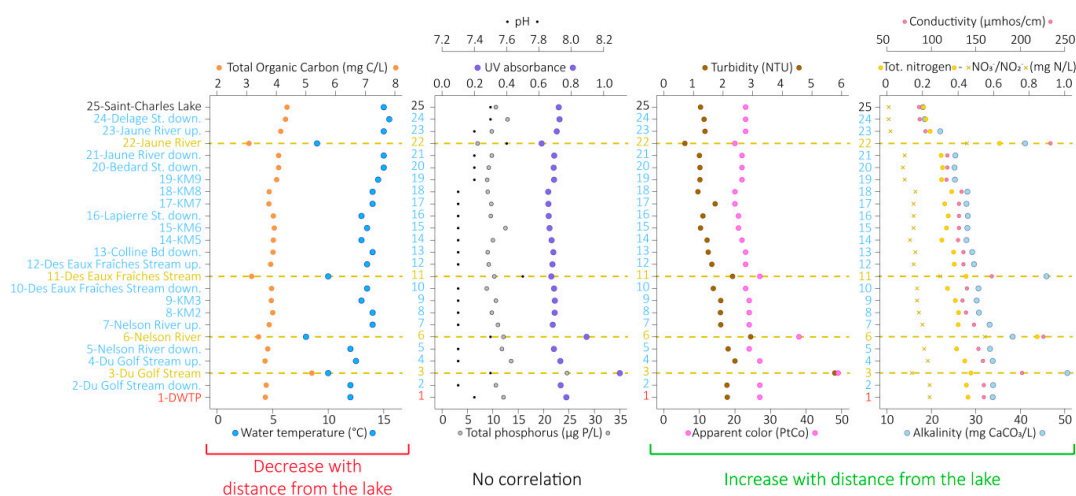 Conductivity (µmhos/cm)
pH
50 100 150 200 250
7.2 7.4 7.6 7.8 8.0 8.2
Total Organic Carbon (mg C/L)
UV absorbance
Turbidity (NTU)
Tot. nitrogen - NO₃⁻/NO₂⁻ (mg N/L)
2 3 4 5 6 7 8
0.0 0.2 0.4 0.6 0.8 1.0
0 1 2 3 4 5 6
0 0.2 0.4 0.6 0.8 1.0
25-Saint-Charles Lake 25 25 25
24-Delage St. down. 24 24 24
23-Jaune River up. 23 23 23
22-Jaune River 22 22 22
21-Jaune River down. 21 21 21
20-Bedard St. down. 20 20 20
19-KM9 19 19 19
18-KM8 18 18 18
17-KM7 17 17 17
16-Lapierre St. down. 16 16 16
15-KM6 15 15 15
14-KM5 14 14 14
13-Colline Bd down. 13 13 13
12-Des Eaux Fraîches Stream up. 12 12 12
11-Des Eaux Fraîches Stream 11 11 11
10-Des Eaux Fraîches Stream down. 10 10 10
9-KM3 9 9 9
8-KM2 8 8 8
7-Nelson River up. 7 7 7
6-Nelson River 6 6 6
5-Nelson River down. 5 5 5
4-Du Golf Stream up. 4 4 4
3-Du Golf Stream 3 3 3
2-Du Golf Stream down. 2 2 2
1-DWTP 1 1 1
0 5 10 15
0 5 10 15 20 25 30 35
0 10 20 30 40 50
10 20 30 40 50
Water temperature (°C)
Total phosphorus (µg P/L)
Apparent color (PtCo)
Alkalinity (mg CaCO₃/L)
Decrease with
distance from the lake
No correlation
Increase with distance from the lake